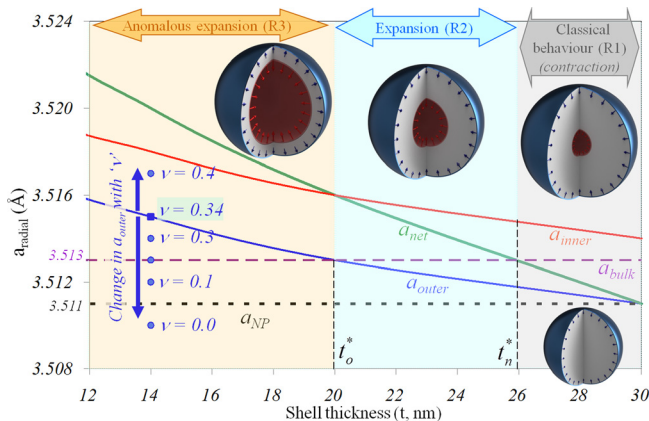 Anomalous expansion (R3)
Expansion (R2)
Classical
behaviour (R1)
(contraction)
3.524
3.520
3.516
3.513
3.512
3.511
3.508
a_radial (Å)
Change in a_outer with 'ν'
ν = 0.4
ν = 0.34
ν = 0.3
ν = 0.1
ν = 0.0
a_net
a_inner
a_bulk
a_outer
a_NP
t_o^*
t_n^*
12 14 16 18 20 22 24 26 28 30
Shell thickness (t, nm)